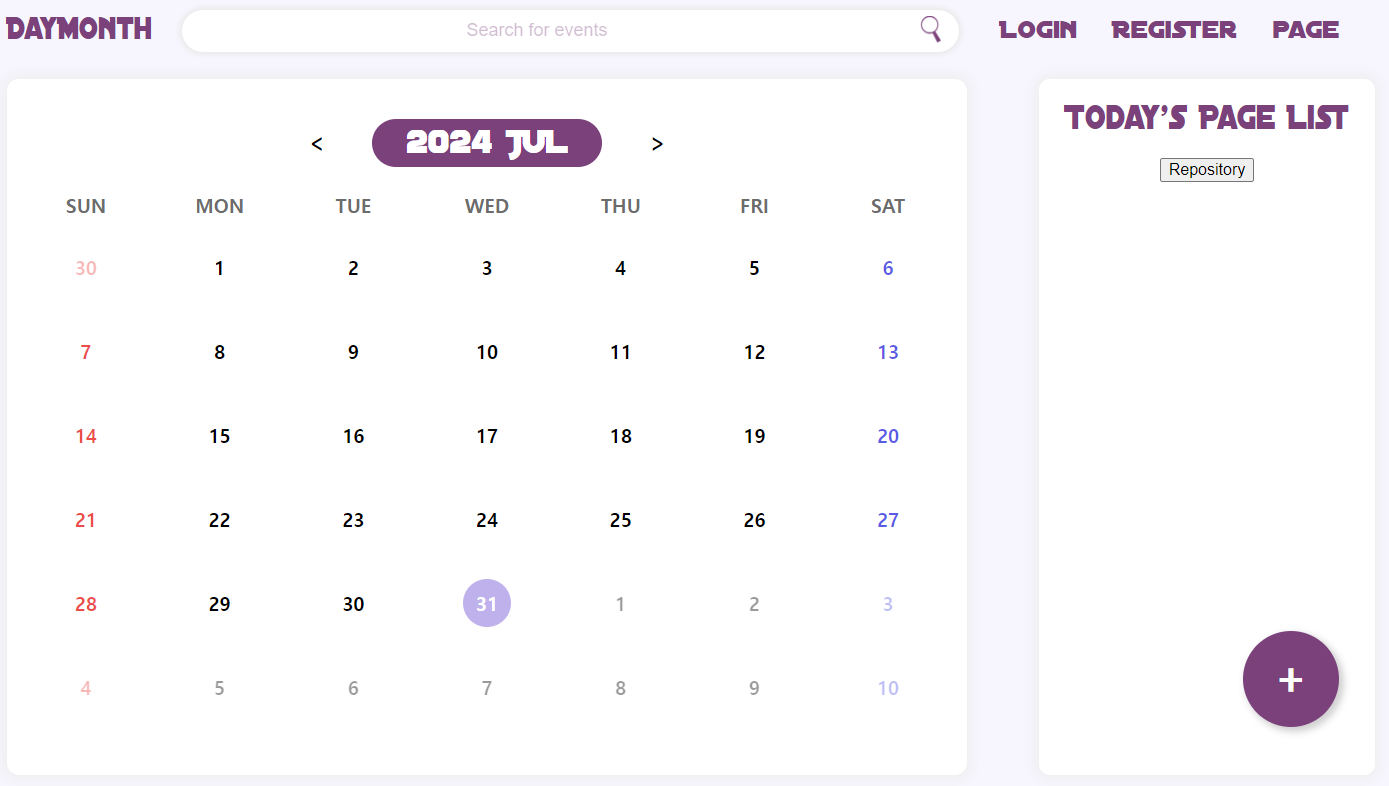 DAYMONTH
Search for events
LOGIN REGISTER PAGE
< 2024 JUL >
SUN MON TUE WED THU FRI SAT
30 1 2 3 4 5 6
7 8 9 10 11 12 13
14 15 16 17 18 19 20
21 22 23 24 25 26 27
28 29 30 31 1 2 3
4 5 6 7 8 9 10
TODAY'S PAGE LIST
Repository
+